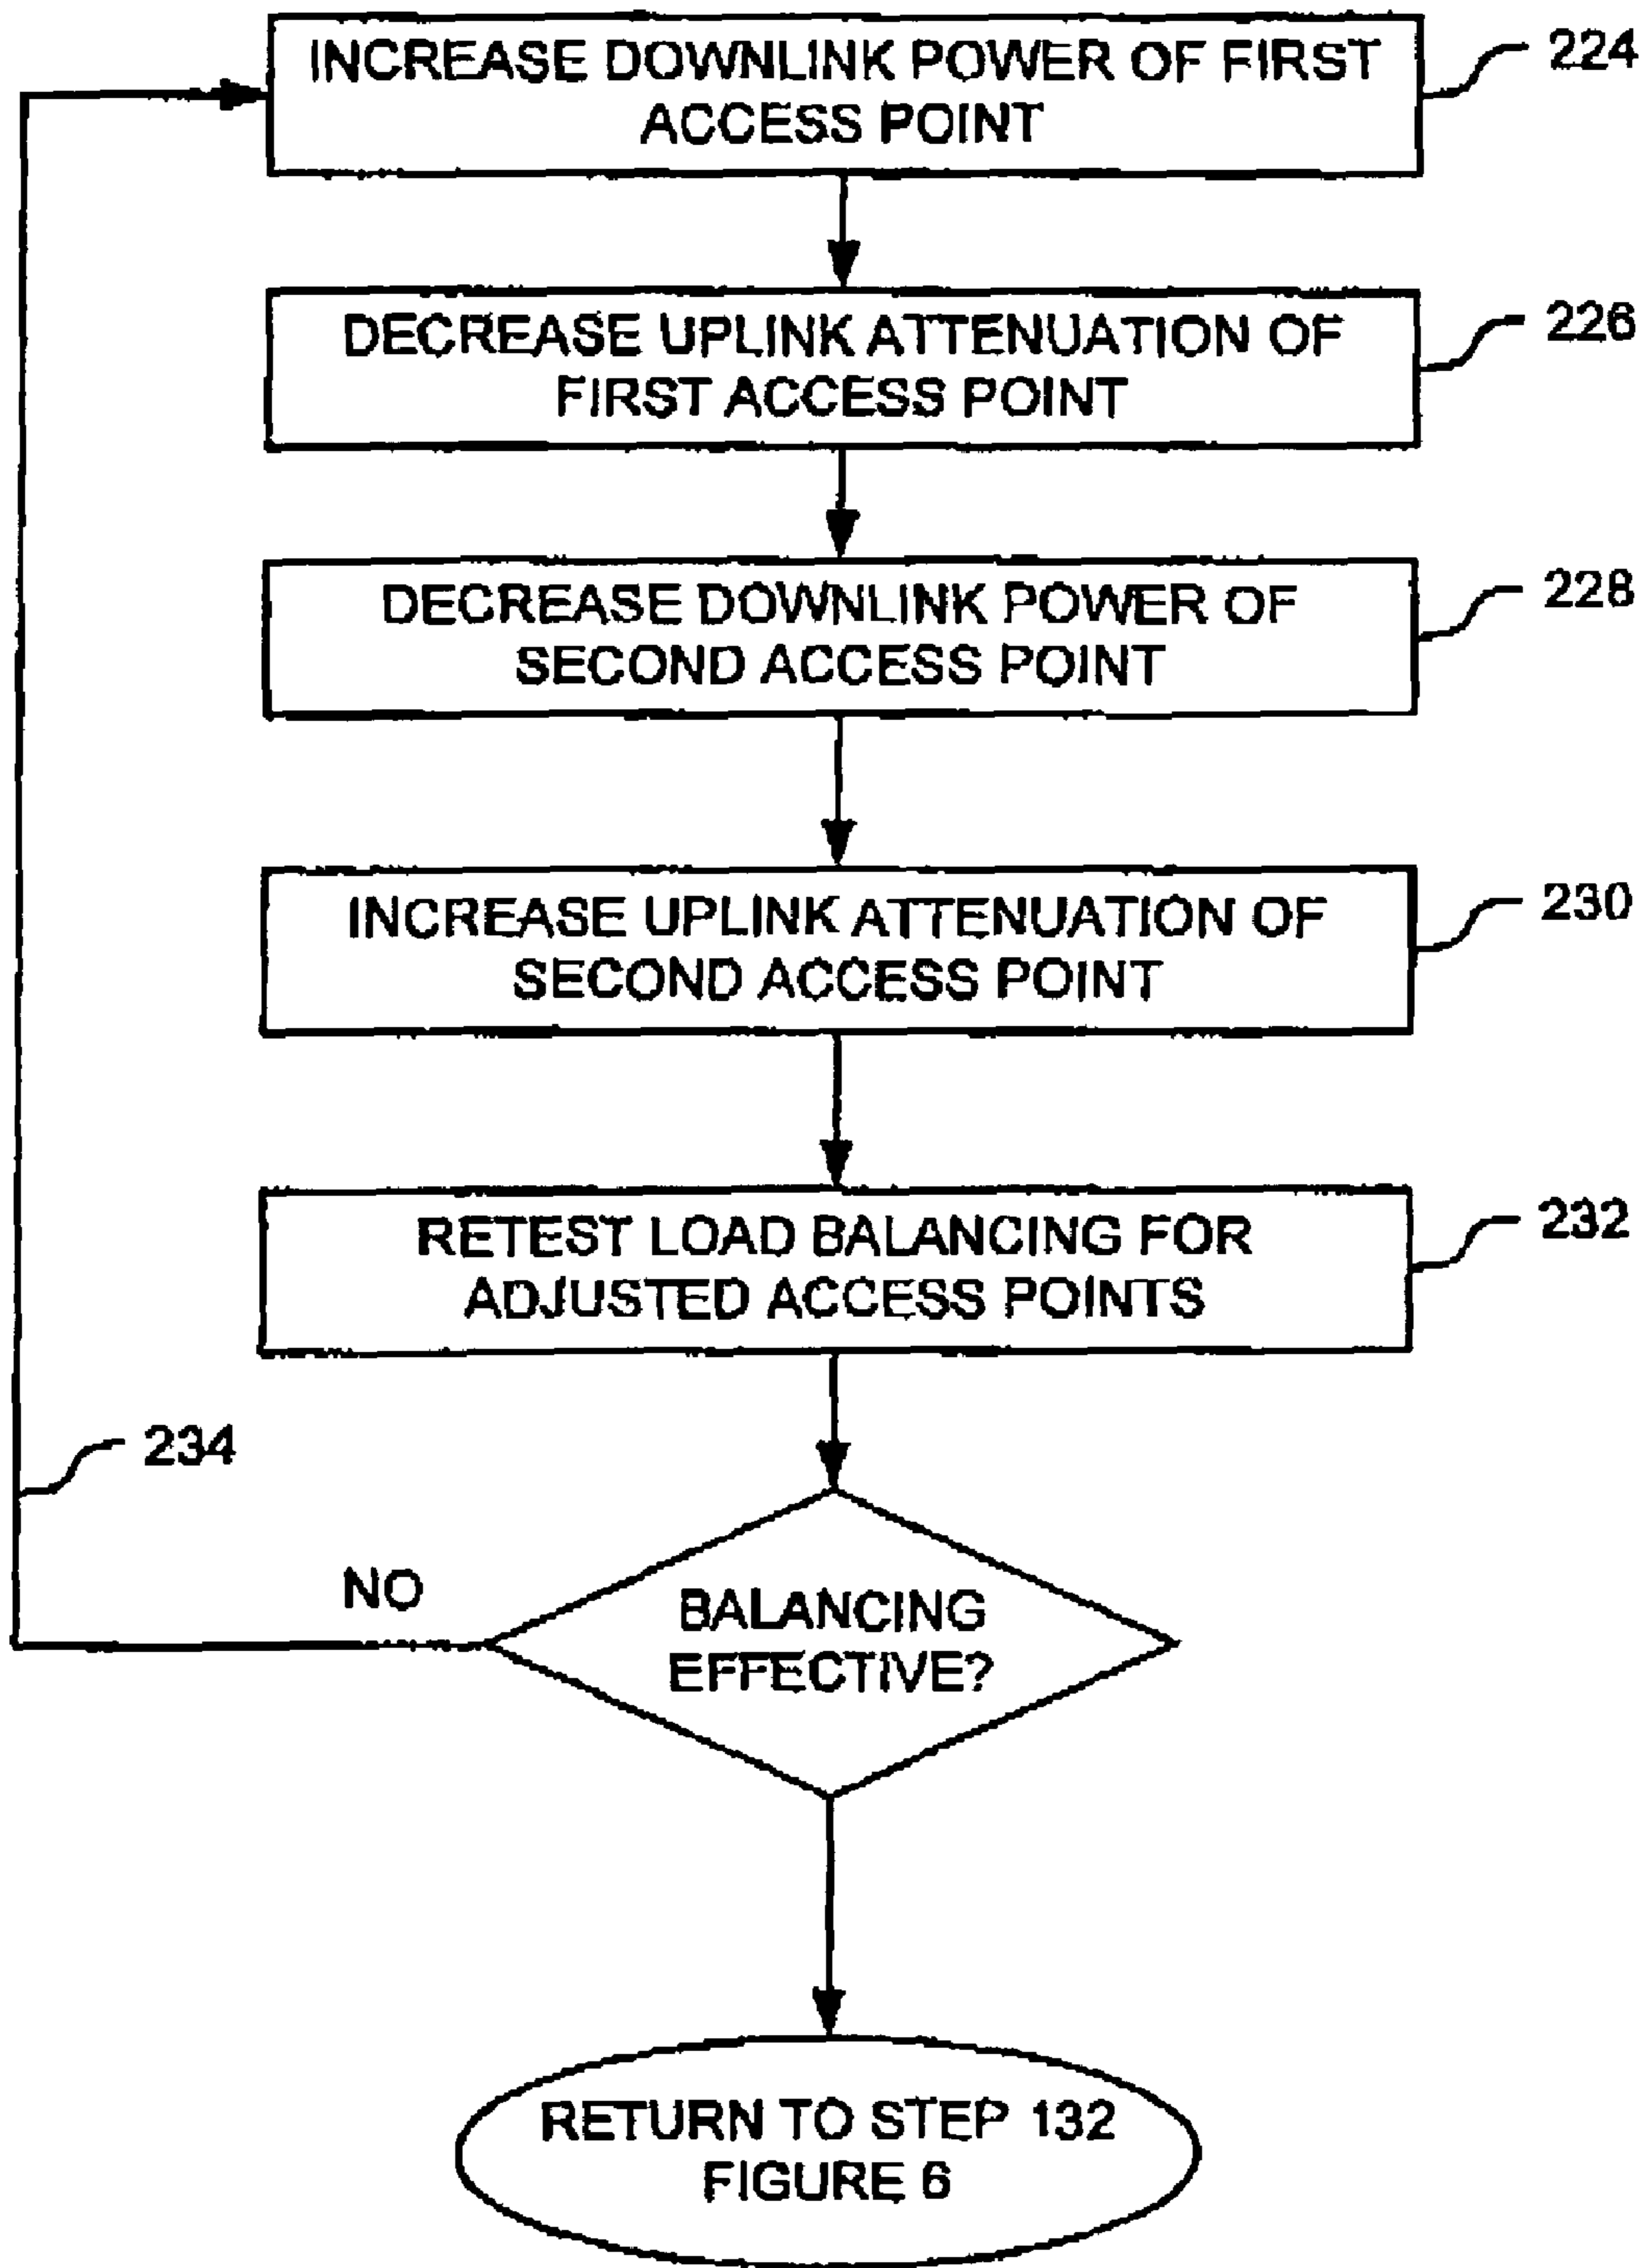 INCREASE DOWNLINK POWER OF FIRST
ACCESS POINT
224
DECREASE UPLINK ATTENUATION OF
FIRST ACCESS POINT
226
DECREASE DOWNLINK POWER OF
SECOND ACCESS POINT
228
INCREASE UPLINK ATTENUATION OF
SECOND ACCESS POINT
230
RETEST LOAD BALANCING FOR
ADJUSTED ACCESS POINTS
232
234
NO
BALANCING
EFFECTIVE?
RETURN TO STEP 132
FIGURE 6